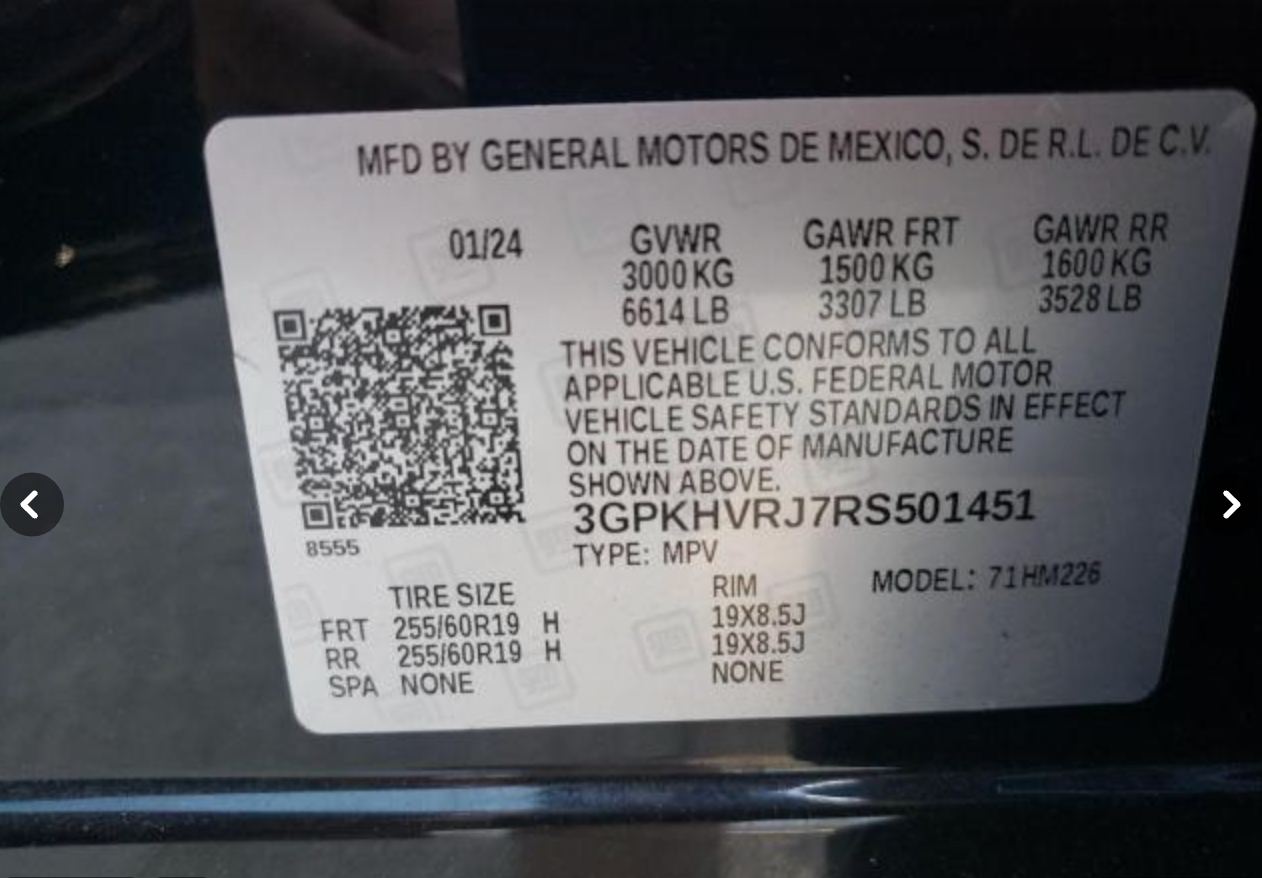 MFD BY GENERAL MOTORS DE MEXICO, S. DE R.L. DE C.V.
01/24 GVWR GAWR FRT GAWR RR
3000 KG 1500 KG 1600 KG
6614 LB 3307 LB 3528 LB
THIS VEHICLE CONFORMS TO ALL
APPLICABLE U.S. FEDERAL MOTOR
VEHICLE SAFETY STANDARDS IN EFFECT
ON THE DATE OF MANUFACTURE
SHOWN ABOVE.
3GPKHVRJ7RS501451
8555
TYPE: MPV
MODEL: 71HM226
TIRE SIZE RIM
FRT 255/60R19 H 19X8.5J
RR 255/60R19 H 19X8.5J
SPA NONE NONE